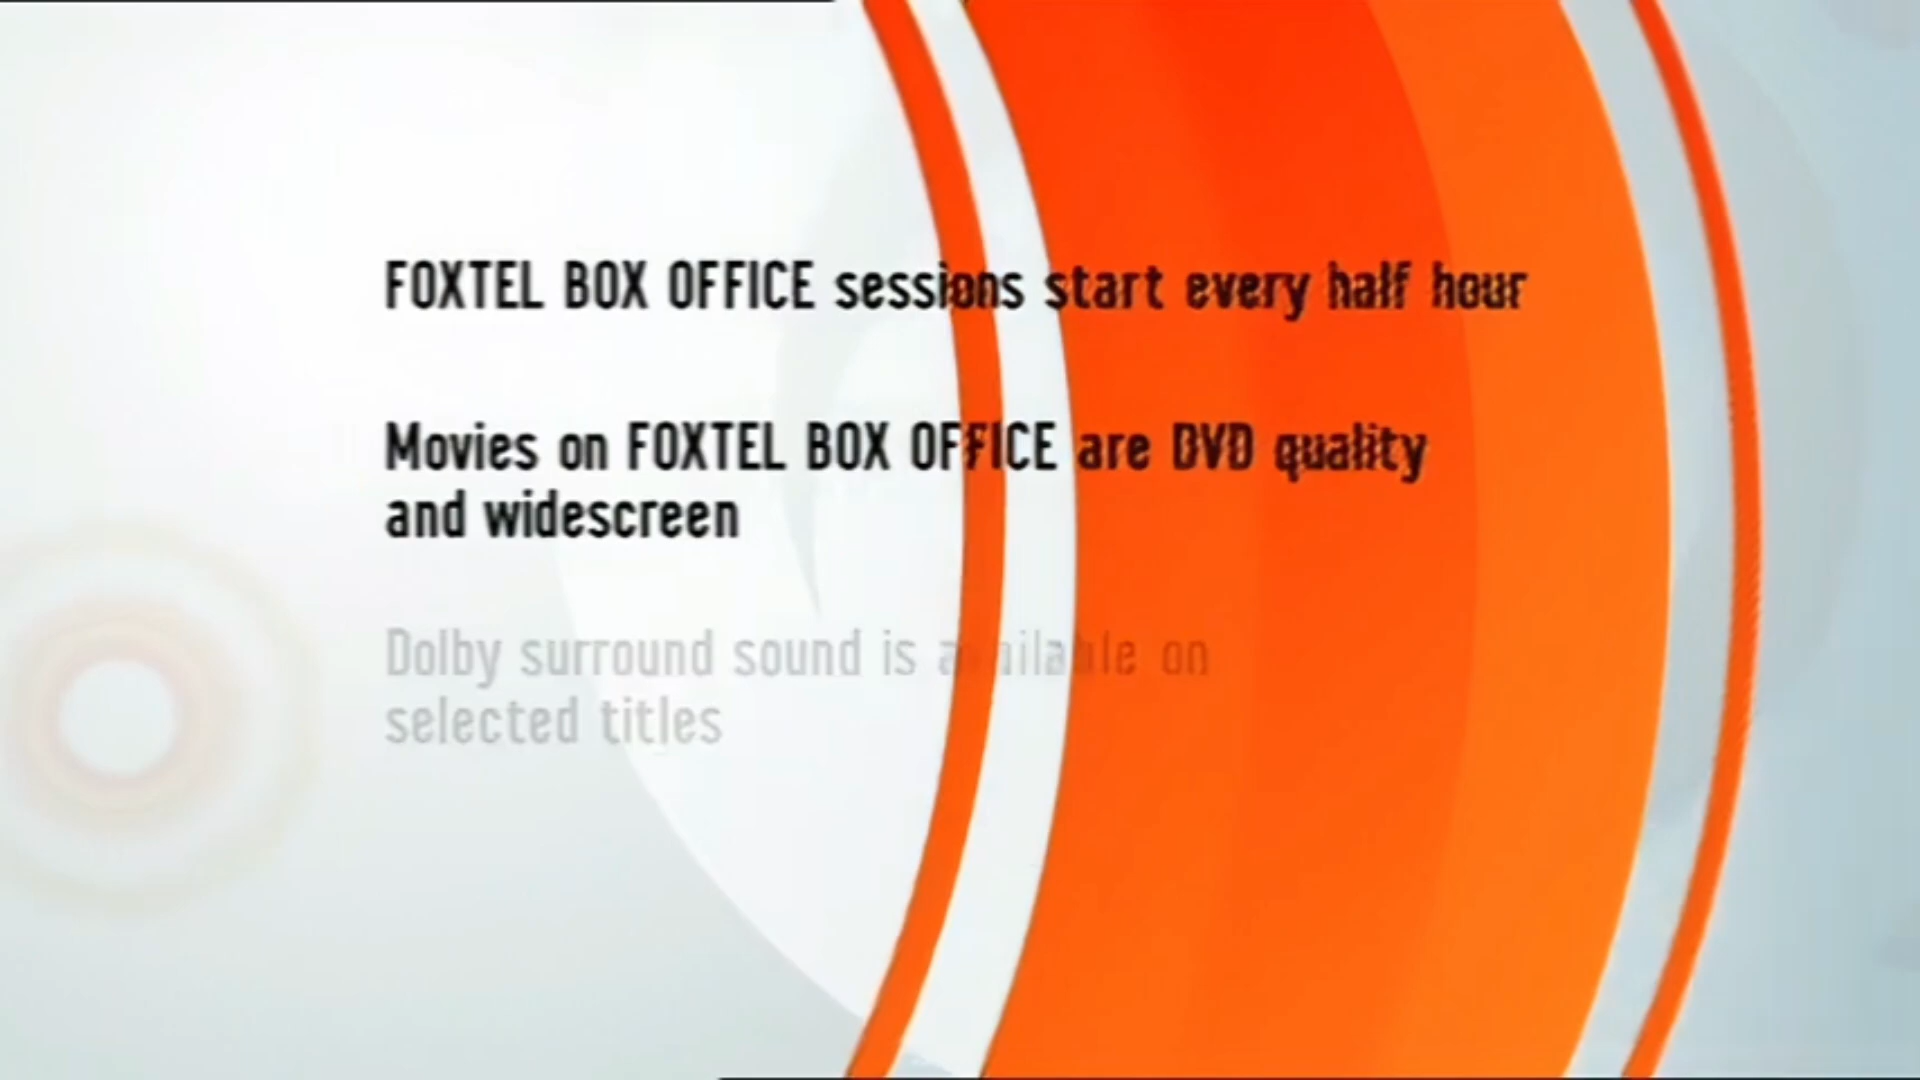 FOXTEL BOX OFFICE sessions start every half hour
Movies on FOXTEL BOX OFFICE are DVD quality
and widescreen
Dolby surround sound is available on
selected titles